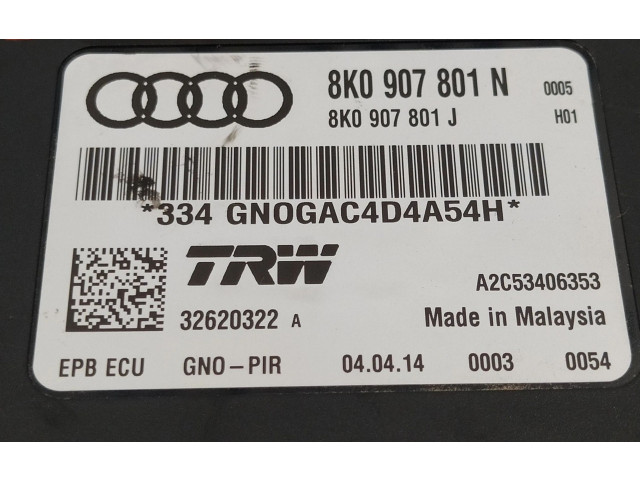 8K0 907 801 N 0005
8K0 907 801 J H01
*334 GNOGAC4D4A54H*
TRW
A2C53406353
32620322 A Made in Malaysia
EPB ECU GNO-PIR 04.04.14 0003 0054